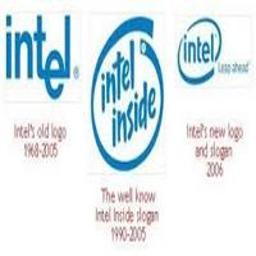 intel®
Intel's old logo
1968-2005
intel
inside
The well know
Intel Inside slogan
1990-2005
intel
Leap ahead
Intel's new logo
and slogan
2006